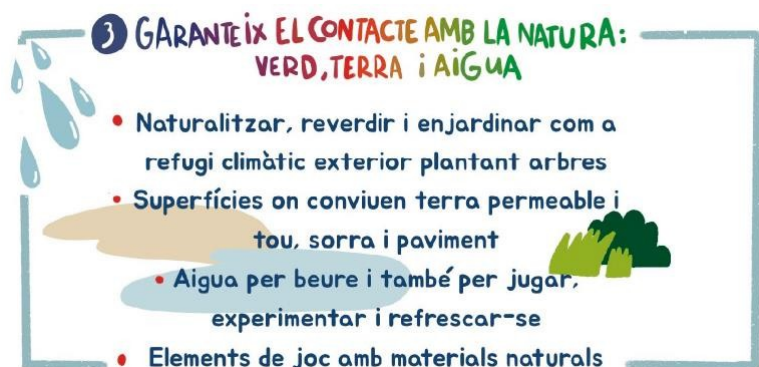 3 GARANTEIX EL CONTACTE AMB LA NATURA:
VERD, TERRA i AIGUA
• Naturalitzar, reverdir i enjardinar com a
refugi climàtic exterior plantant arbres
• Superfícies on conviuen terra permeable i
tou, sorra i paviment
• Aigua per beure i també per jugar,
experimentar i refrescar-se
• Elements de joc amb materials naturals